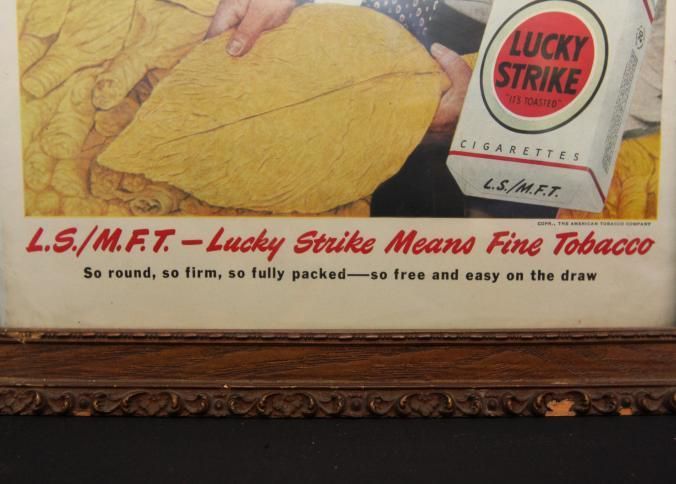 LUCKY
STRIKE
"IT'S TOASTED"
CIGARETTES
L.S./M.F.T.
COPR., THE AMERICAN TOBACCO COMPANY
L.S./M.F.T. — Lucky Strike Means Fine Tobacco
So round, so firm, so fully packed—so free and easy on the draw